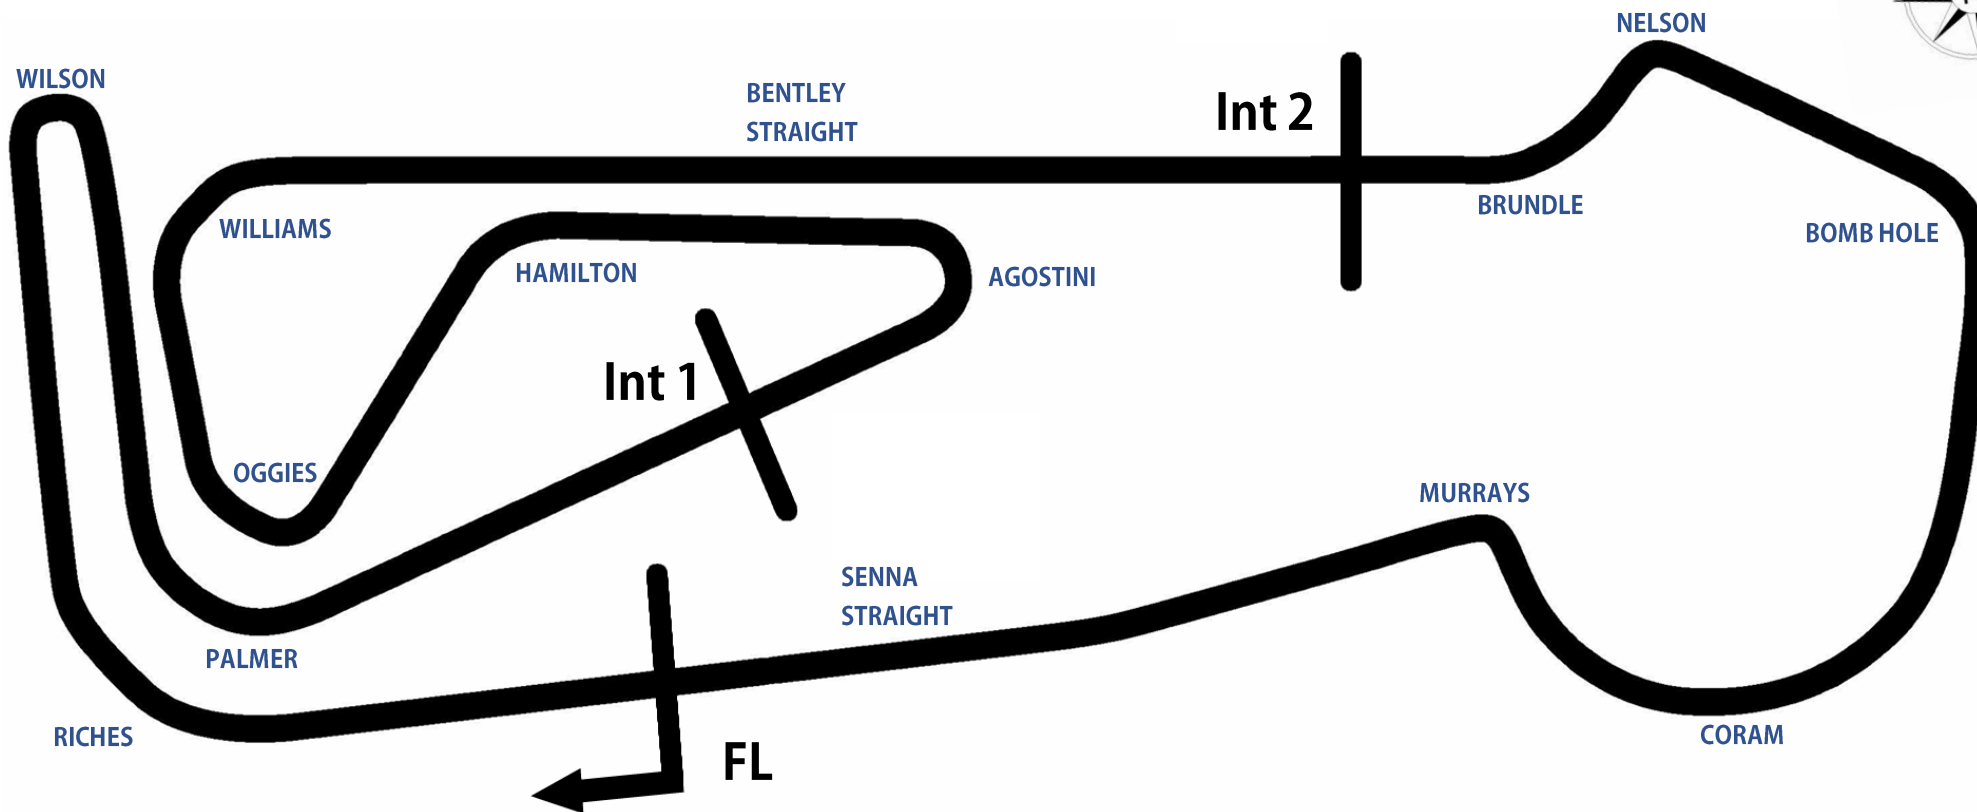 NELSON
WILSON
BENTLEY
STRAIGHT
Int 2
BRUNDLE
WILLIAMS
BOMB HOLE
HAMILTON
AGOSTINI
Int 1
OGGIES
MURRAYS
SENNA
STRAIGHT
PALMER
RICHES
CORAM
FL